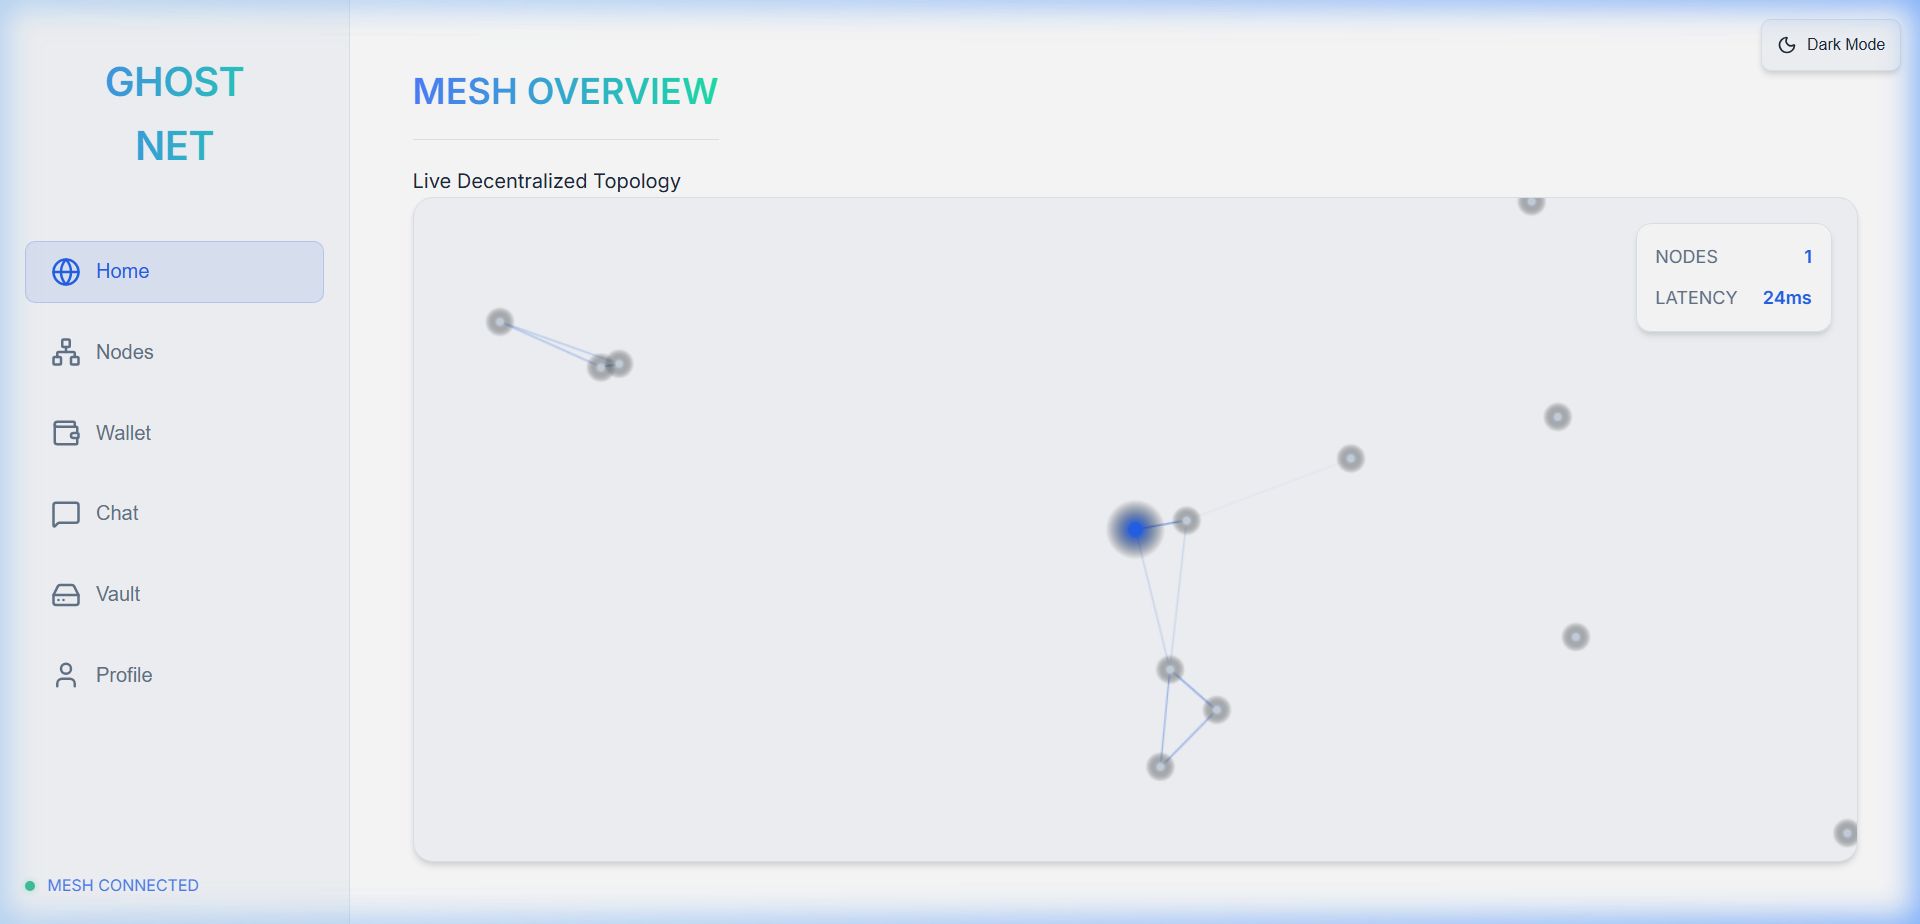 GHOST
NET
Home
Nodes
Wallet
Chat
Vault
Profile
MESH CONNECTED
Dark Mode
MESH OVERVIEW
Live Decentralized Topology
NODES 1
LATENCY 24ms